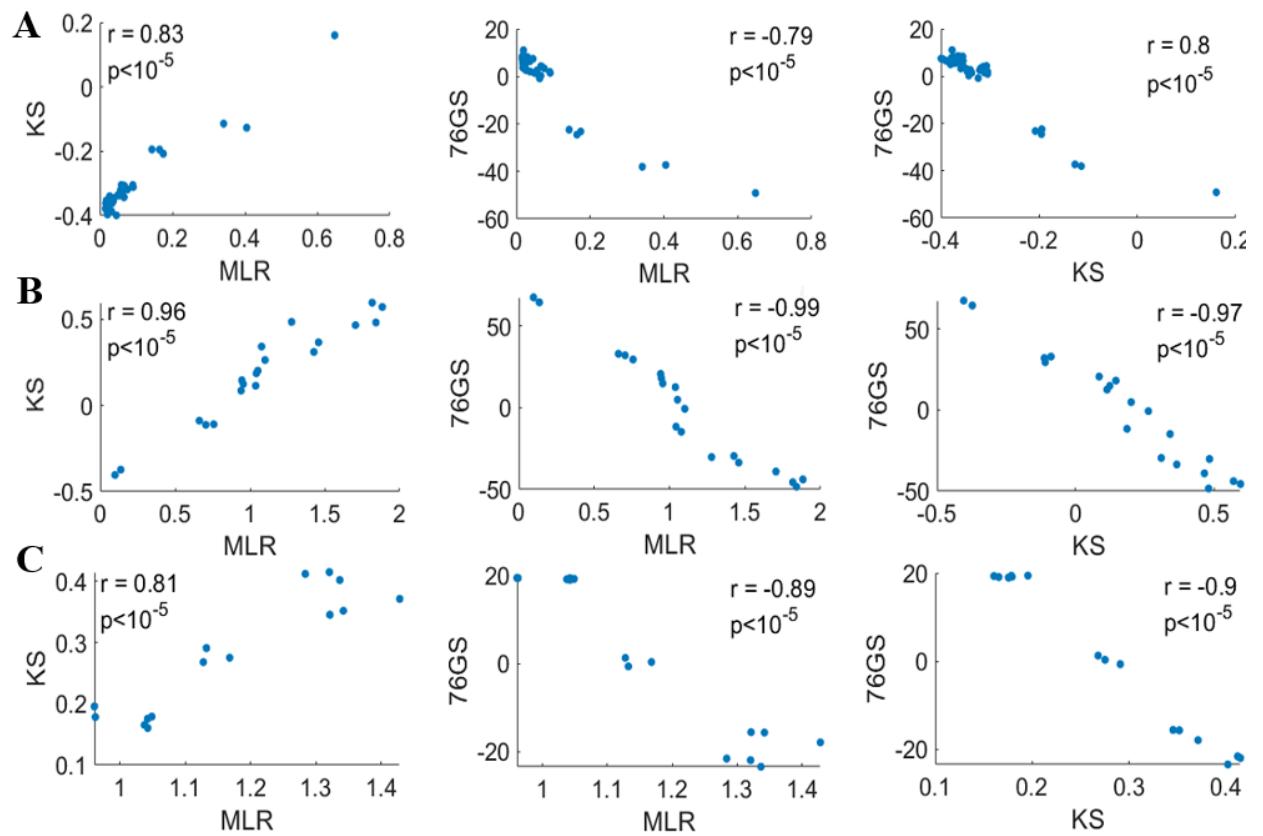 A
r = 0.83
p<10^-5
KS
0.2
0
-0.2
-0.4
0 0.2 0.4 0.6 0.8
MLR
r = -0.79
p<10^-5
76GS
20
0
-20
-40
-60
0 0.2 0.4 0.6 0.8
MLR
r = 0.8
p<10^-5
76GS
20
0
-20
-40
-60
-0.4 -0.2 0 0.2
KS
B
r = 0.96
p<10^-5
KS
0.5
0
-0.5
0 0.5 1 1.5 2
MLR
r = -0.99
p<10^-5
76GS
50
0
-50
0 0.5 1 1.5 2
MLR
r = -0.97
p<10^-5
76GS
50
0
-50
-0.5 0 0.5
KS
C
r = 0.81
p<10^-5
KS
0.4
0.3
0.2
0.1
1 1.1 1.2 1.3 1.4
MLR
r = -0.89
p<10^-5
76GS
20
0
-20
1 1.1 1.2 1.3 1.4
MLR
r = -0.9
p<10^-5
76GS
20
0
-20
0.1 0.2 0.3 0.4
KS